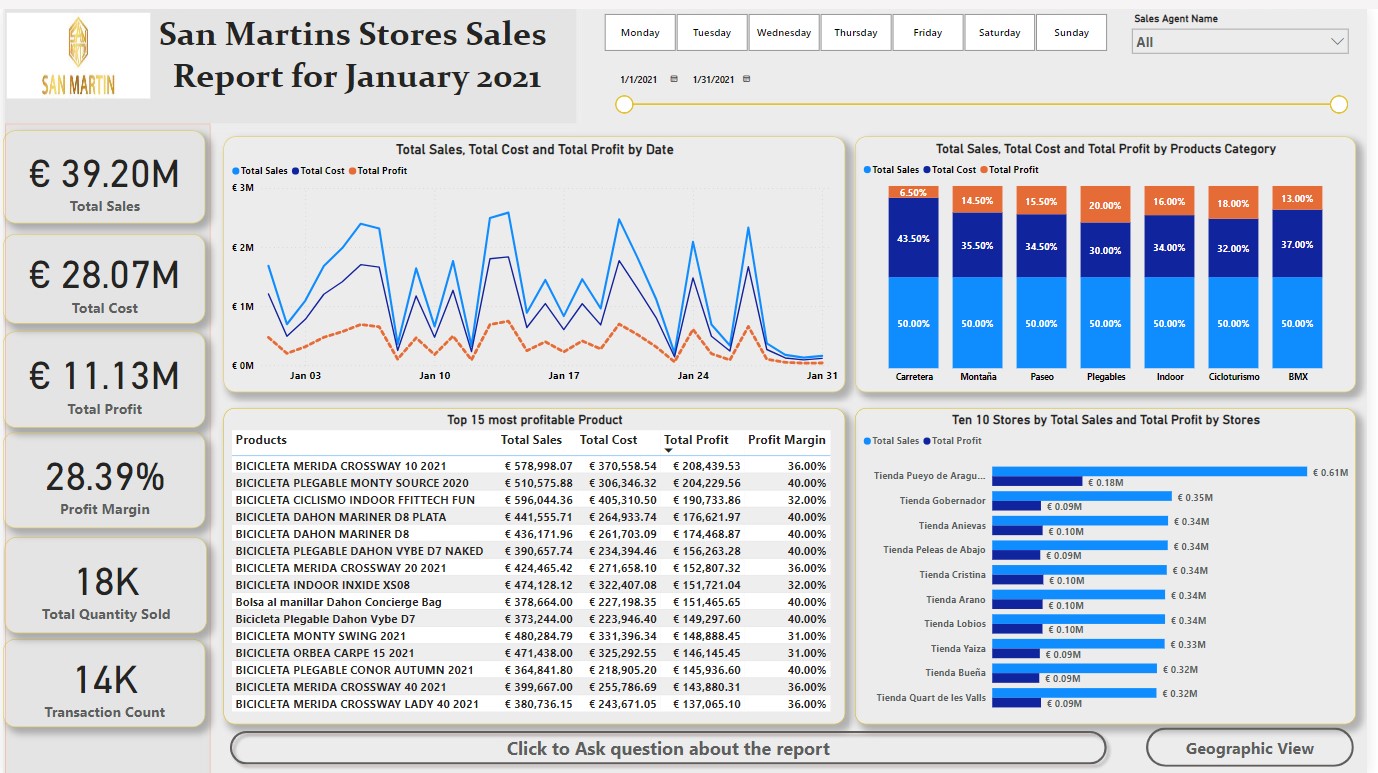 SAN MARTIN
San Martins Stores Sales
Report for January 2021
Monday Tuesday Wednesday Thursday Friday Saturday Sunday
Sales Agent Name
All
1/1/2021 1/31/2021
€ 39.20M
Total Sales
€ 28.07M
Total Cost
€ 11.13M
Total Profit
28.39%
Profit Margin
18K
Total Quantity Sold
14K
Transaction Count
Total Sales, Total Cost and Total Profit by Date
Total Sales Total Cost Total Profit
€ 3M
€ 2M
€ 1M
€ 0M
Jan 03 Jan 10 Jan 17 Jan 24 Jan 31
Total Sales, Total Cost and Total Profit by Products Category
Total Sales Total Cost Total Profit
6.50% 14.50% 15.50% 20.00% 16.00% 18.00% 13.00%
43.50% 35.50% 34.50% 30.00% 34.00% 32.00% 37.00%
50.00% 50.00% 50.00% 50.00% 50.00% 50.00% 50.00%
Carretera Montaña Paseo Plegables Indoor Cicloturismo BMX
Top 15 most profitable Product
Products Total Sales Total Cost Total Profit Profit Margin
BICICLETA MERIDA CROSSWAY 10 2021 € 578,998.07 € 370,558.54 € 208,439.53 36.00%
BICICLETA PLEGABLE MONTY SOURCE 2020 € 510,575.88 € 306,346.32 € 204,229.56 40.00%
BICICLETA CICLISMO INDOOR FFITTECH FUN € 596,044.36 € 405,310.50 € 190,733.86 32.00%
BICICLETA DAHON MARINER D8 PLATA € 441,555.71 € 264,933.74 € 176,621.97 40.00%
BICICLETA DAHON MARINER D8 € 436,171.96 € 261,703.09 € 174,468.87 40.00%
BICICLETA PLEGABLE DAHON VYBE D7 NAKED € 390,657.74 € 234,394.46 € 156,263.28 40.00%
BICICLETA MERIDA CROSSWAY 20 2021 € 424,465.42 € 271,658.10 € 152,807.32 36.00%
BICICLETA INDOOR INXIDE XS08 € 474,128.12 € 322,407.08 € 151,721.04 32.00%
Bolsa al manillar Dahon Concierge Bag € 378,664.00 € 227,198.35 € 151,465.65 40.00%
Bicicleta Plegable Dahon Vybe D7 € 373,244.00 € 223,946.40 € 149,297.60 40.00%
BICICLETA MONTY SWING 2021 € 480,284.79 € 331,396.34 € 148,888.45 31.00%
BICICLETA ORBEA CARPE 15 2021 € 471,438.00 € 325,292.55 € 146,145.45 31.00%
BICICLETA PLEGABLE CONOR AUTUMN 2021 € 364,841.80 € 218,905.20 € 145,936.60 40.00%
BICICLETA MERIDA CROSSWAY 40 2021 € 399,667.00 € 255,786.69 € 143,880.31 36.00%
BICICLETA MERIDA CROSSWAY LADY 40 2021 € 380,736.15 € 243,671.05 € 137,065.10 36.00%
Ten 10 Stores by Total Sales and Total Profit by Stores
Total Sales Total Profit
Tienda Pueyo de Aragu... € 0.61M
€ 0.18M
Tienda Gobernador € 0.35M
€ 0.09M
Tienda Anievas € 0.34M
€ 0.10M
Tienda Peleas de Abajo € 0.34M
€ 0.09M
Tienda Cristina € 0.34M
€ 0.10M
Tienda Arano € 0.34M
€ 0.10M
Tienda Lobios € 0.34M
€ 0.10M
Tienda Yaiza € 0.33M
€ 0.09M
Tienda Bueña € 0.32M
€ 0.09M
Tienda Quart de les Valls € 0.32M
€ 0.09M
Click to Ask question about the report
Geographic View